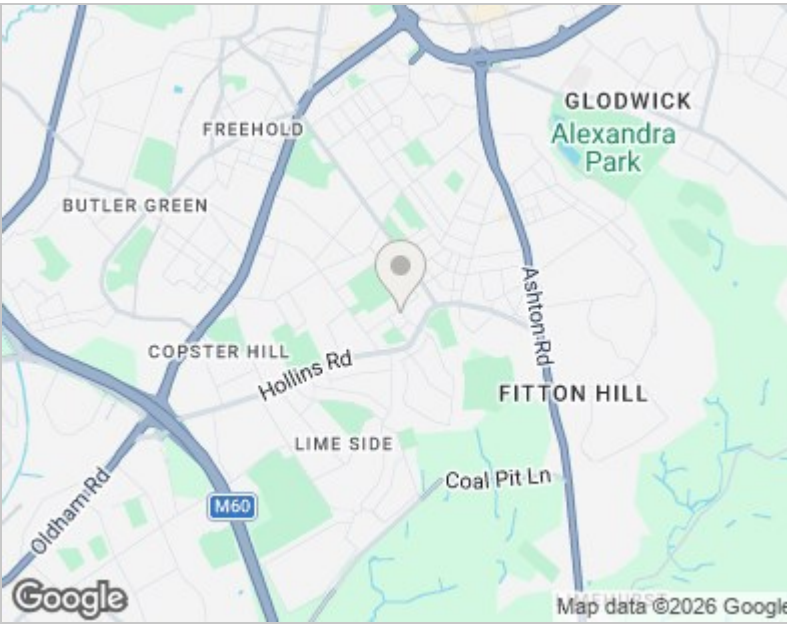 GLODWICK
Alexandra
Park
FREEHOLD
BUTLER GREEN
Ashton Rd
COPSTER HILL
Hollins Rd
FITTON HILL
LIME SIDE
Coal Pit Ln
M60
Oldham Rd
LIMEHURST
Google
Map data ©2026 Google